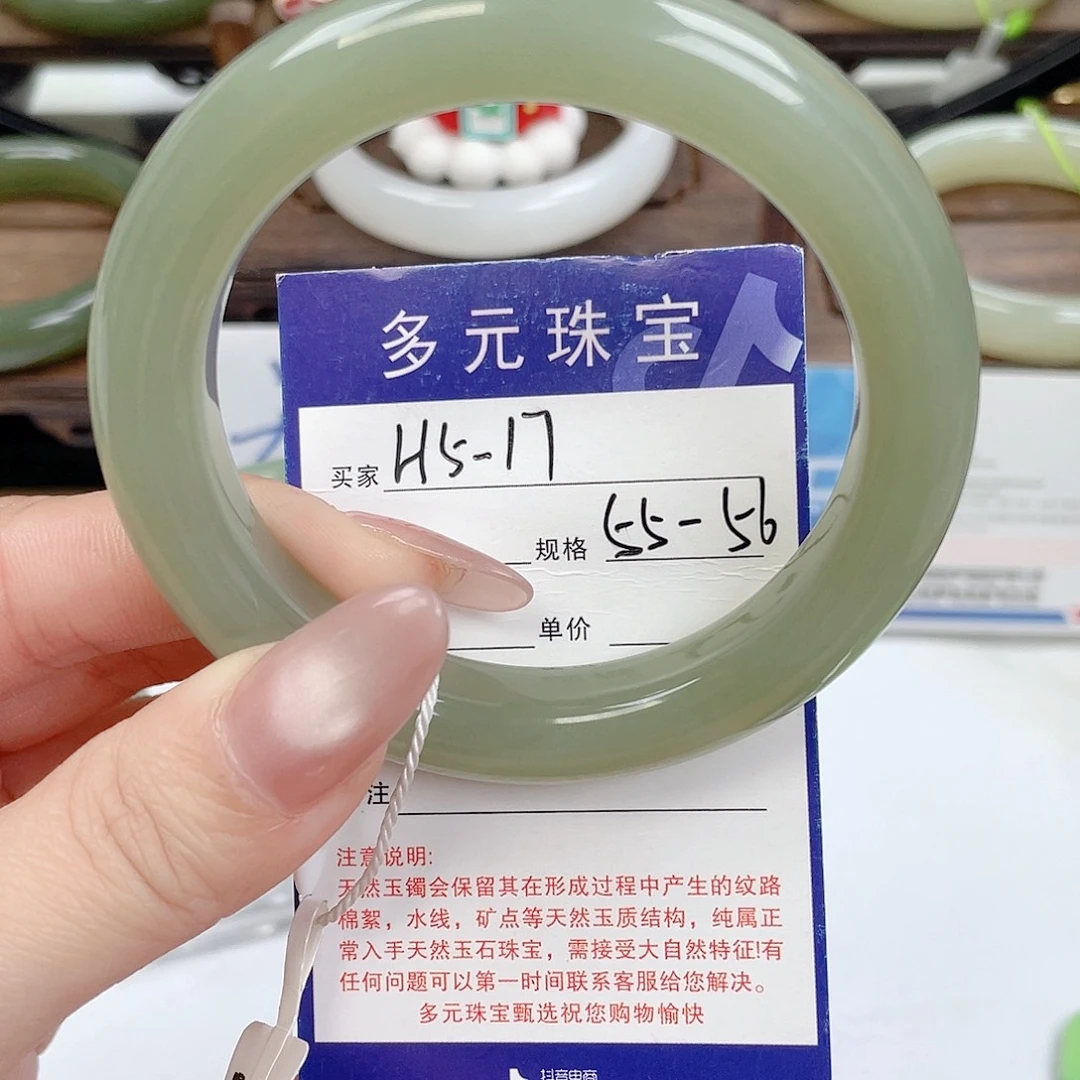 多元珠宝
买家 H5-17
规格 55-56
单价
注
注意说明:
天然玉镯会保留其在形成过程中产生的纹路
棉絮，水线，矿点等天然玉质结构，纯属正
常入手天然玉石珠宝，需接受大自然特征!有
任何问题可以第一时间联系客服给您解决。
多元珠宝甄选祝您购物愉快
抖音电商